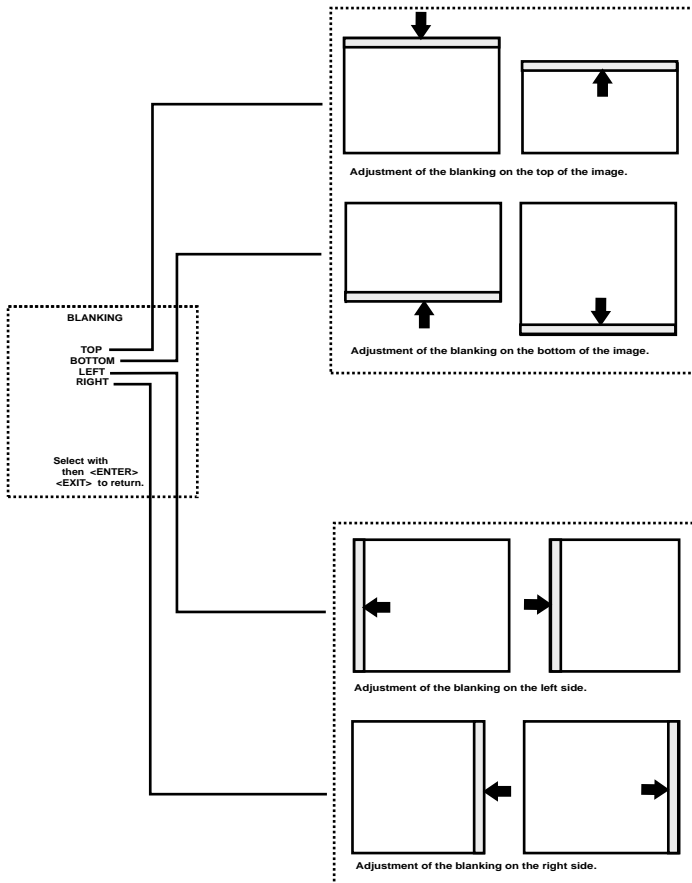 Adjustment of the blanking on the top of the image.
Adjustment of the blanking on the bottom of the image.
BLANKING
TOP
BOTTOM
LEFT
RIGHT
Select with
then <ENTER>
<EXIT> to return.
Adjustment of the blanking on the left side.
Adjustment of the blanking on the right side.